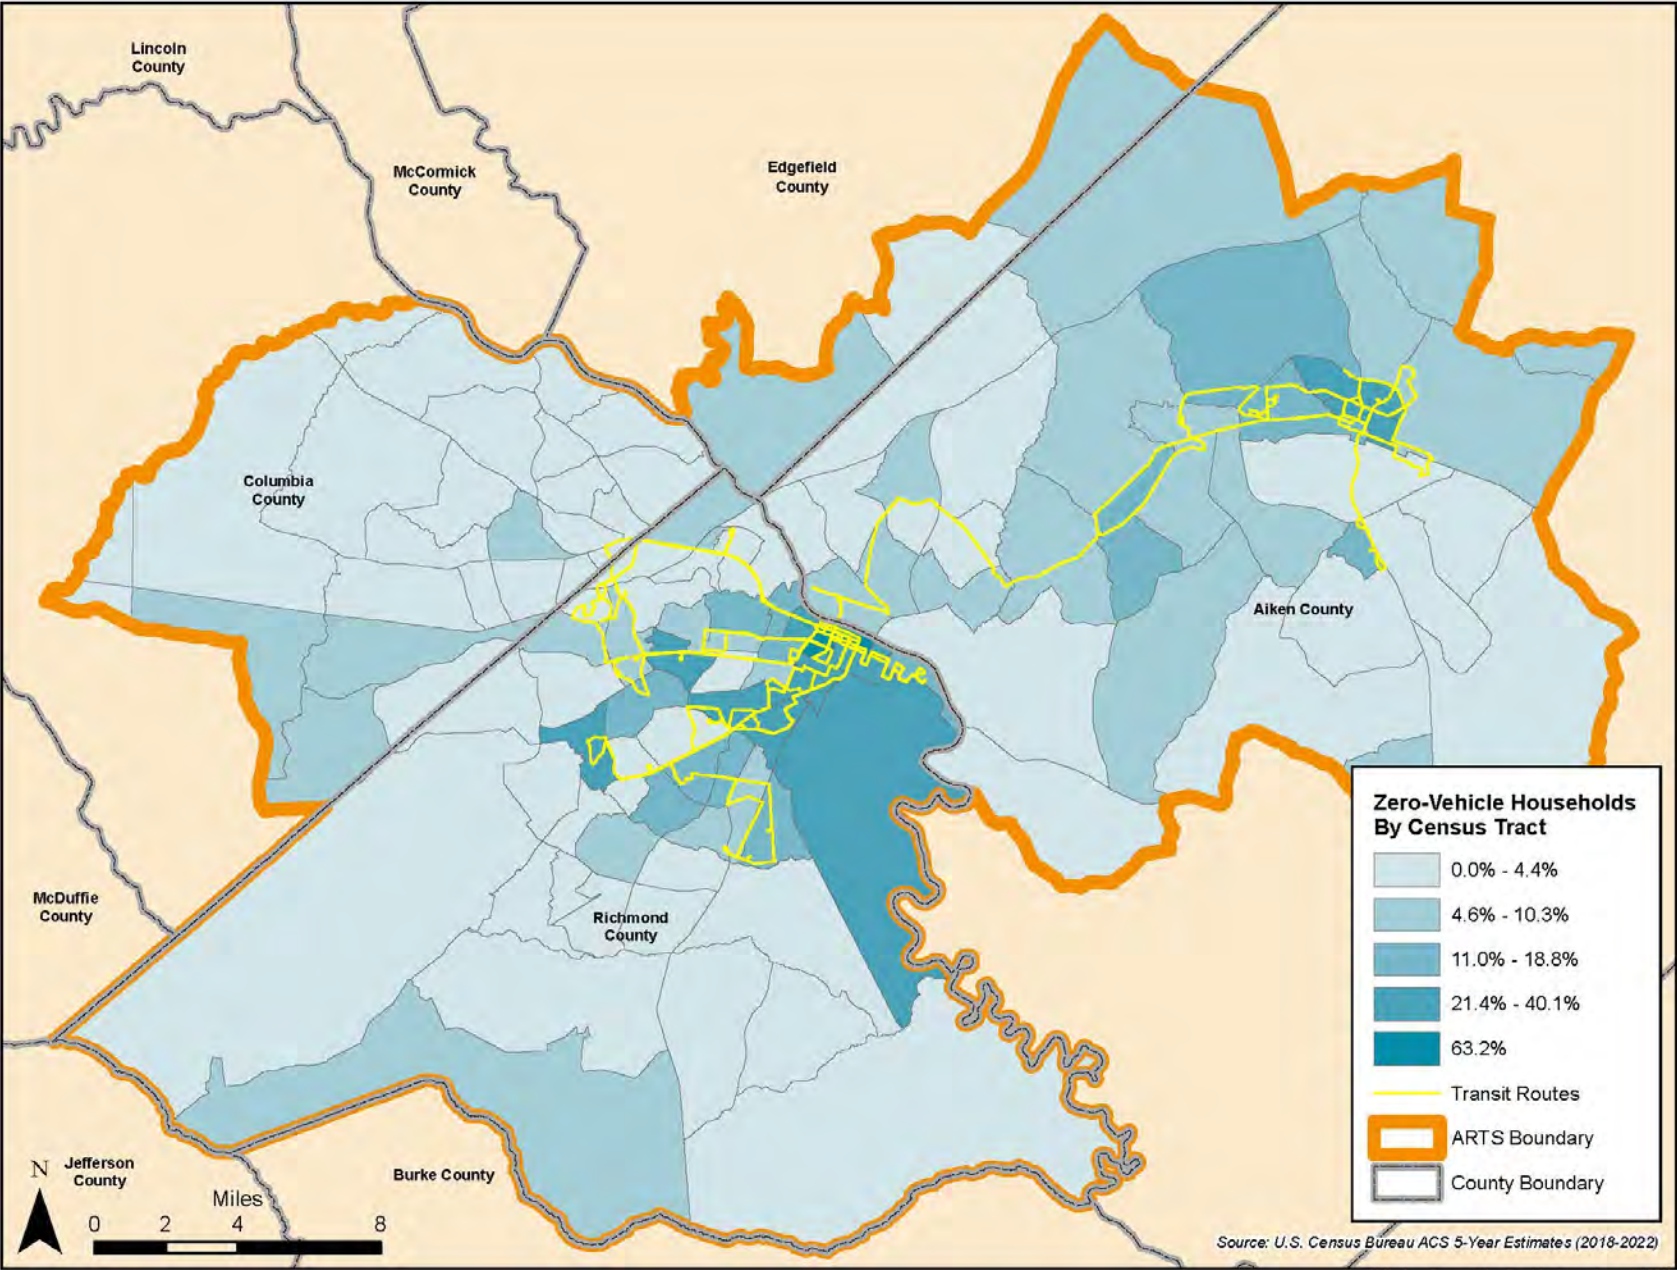 Lincoln
County
McCormick
County
Edgefield
County
Columbia
County
Aiken County
McDuffie
County
Richmond
County
Jefferson
County
Burke County
N
Miles
0 2 4 8
Zero-Vehicle Households
By Census Tract
0.0% - 4.4%
4.6% - 10.3%
11.0% - 18.8%
21.4% - 40.1%
63.2%
Transit Routes
ARTS Boundary
County Boundary
Source: U.S. Census Bureau ACS 5-Year Estimates (2018-2022)